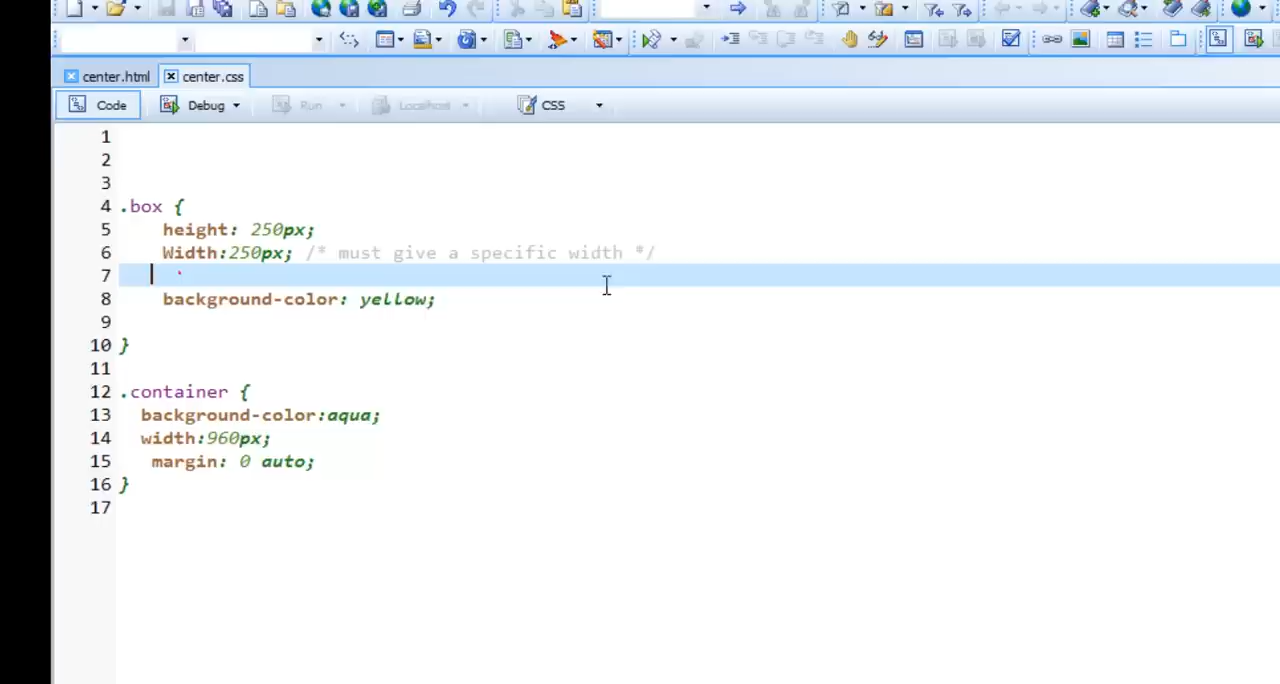 center.html center.css
Code Debug Run Localhost CSS
1
2
3
4 .box {
5 height: 250px;
6 Width:250px; /* must give a specific width */
7 `
8 background-color: yellow;
9
10 }
11
12 .container {
13 background-color:aqua;
14 width:960px;
15 margin: 0 auto;
16 }
17